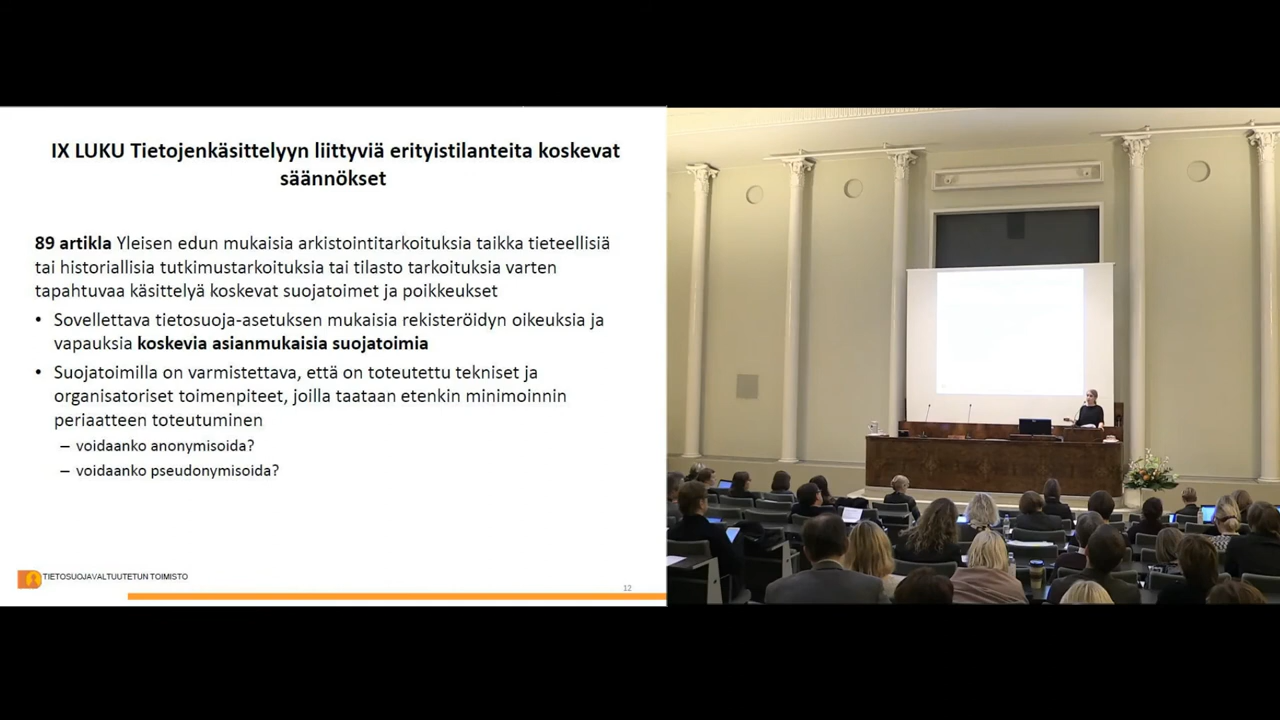 IX LUKU Tietojenkäsittelyyn liittyviä erityistilanteita koskevat
säännökset
89 artikla Yleisen edun mukaisia arkistointitarkoituksia taikka tieteellisiä
tai historiallisia tutkimustarkoituksia tai tilasto tarkoituksia varten
tapahtuvaa käsittelyä koskevat suojatoimet ja poikkeukset
• Sovellettava tietosuoja-asetuksen mukaisia rekisteröidyn oikeuksia ja
vapauksia koskevia asianmukaisia suojatoimia
• Suojatoimilla on varmistettava, että on toteutettu tekniset ja
organisatoriset toimenpiteet, joilla taataan etenkin minimoinnin
periaatteen toteutuminen
– voidaanko anonymisoida?
– voidaanko pseudonymisoida?
TIETOSUOJAVALTUUTETUN TOIMISTO
12